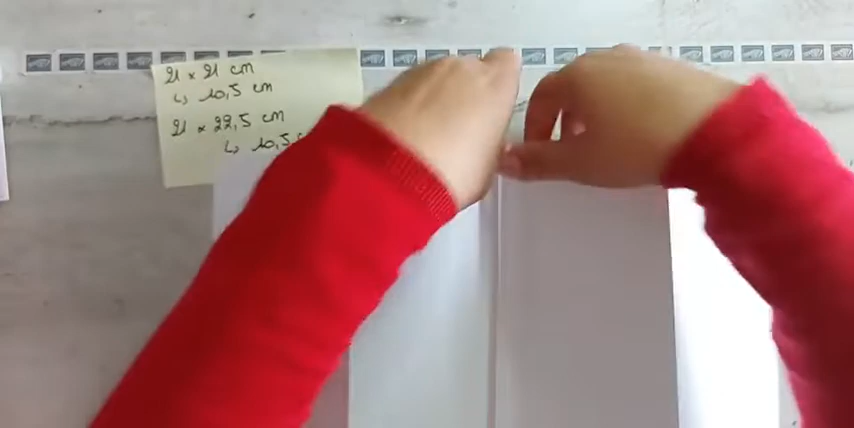 21 x 21 cm
↳ 10,5 cm
21 x 22,5 cm
↳ 10,5 c